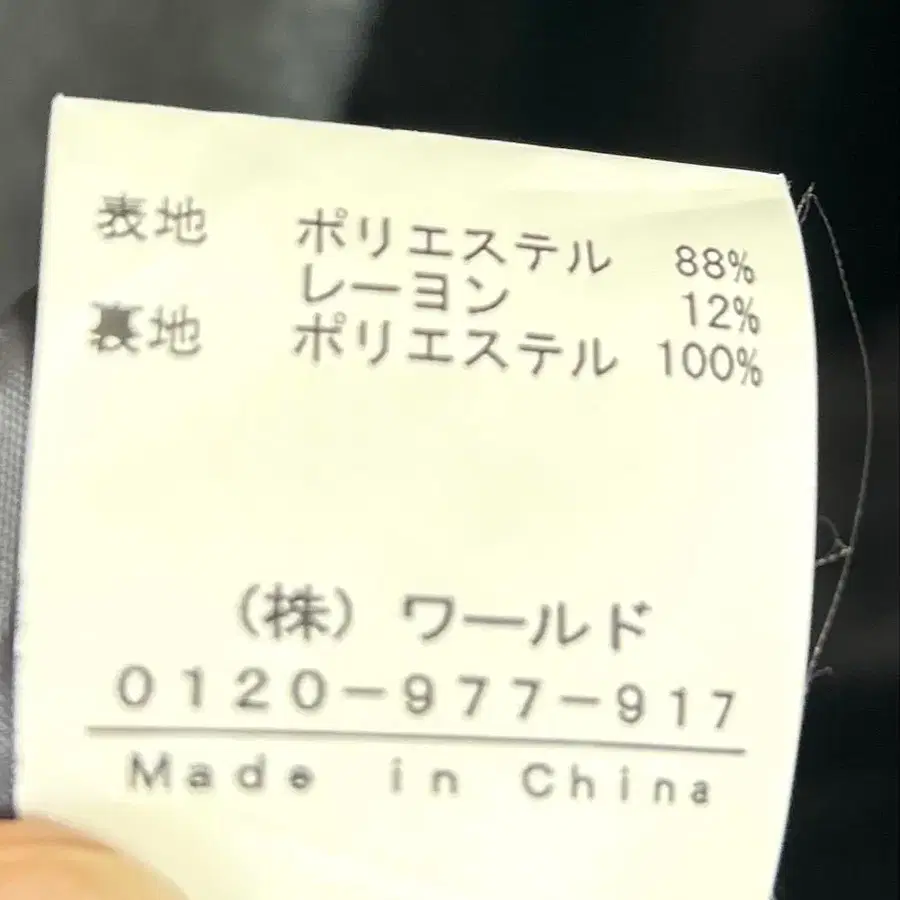 表地 ポリエステル 88%
レーヨン 12%
裏地 ポリエステル 100%
(株) ワールド
0120-977-917
Made in China